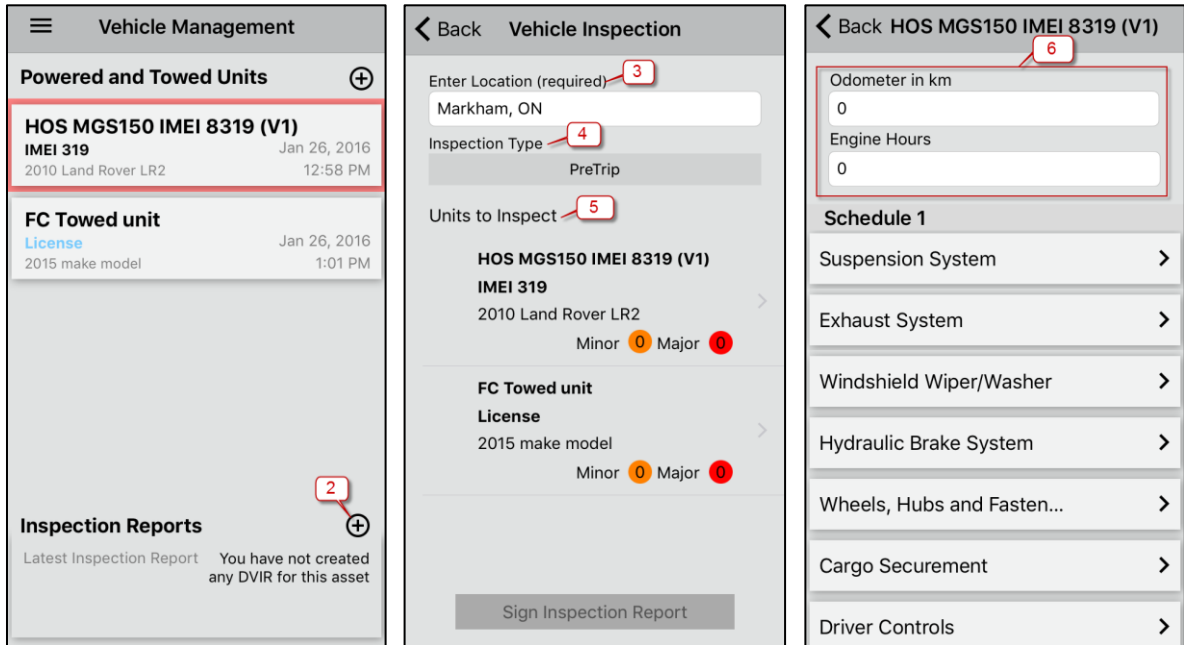 Vehicle Management
Powered and Towed Units
HOS MGS150 IMEI 8319 (V1)
IMEI 319
Jan 26, 2016
2010 Land Rover LR2
12:58 PM
FC Towed unit
License
Jan 26, 2016
2015 make model
1:01 PM
2
Inspection Reports
Latest Inspection Report
You have not created
any DVIR for this asset
Back
Vehicle Inspection
Enter Location (required)
3
Markham, ON
Inspection Type
4
PreTrip
Units to Inspect
5
HOS MGS150 IMEI 8319 (V1)
IMEI 319
2010 Land Rover LR2
Minor 0 Major 0
FC Towed unit
License
2015 make model
Minor 0 Major 0
Sign Inspection Report
Back HOS MGS150 IMEI 8319 (V1)
6
Odometer in km
0
Engine Hours
0
Schedule 1
Suspension System
Exhaust System
Windshield Wiper/Washer
Hydraulic Brake System
Wheels, Hubs and Fasten...
Cargo Securement
Driver Controls